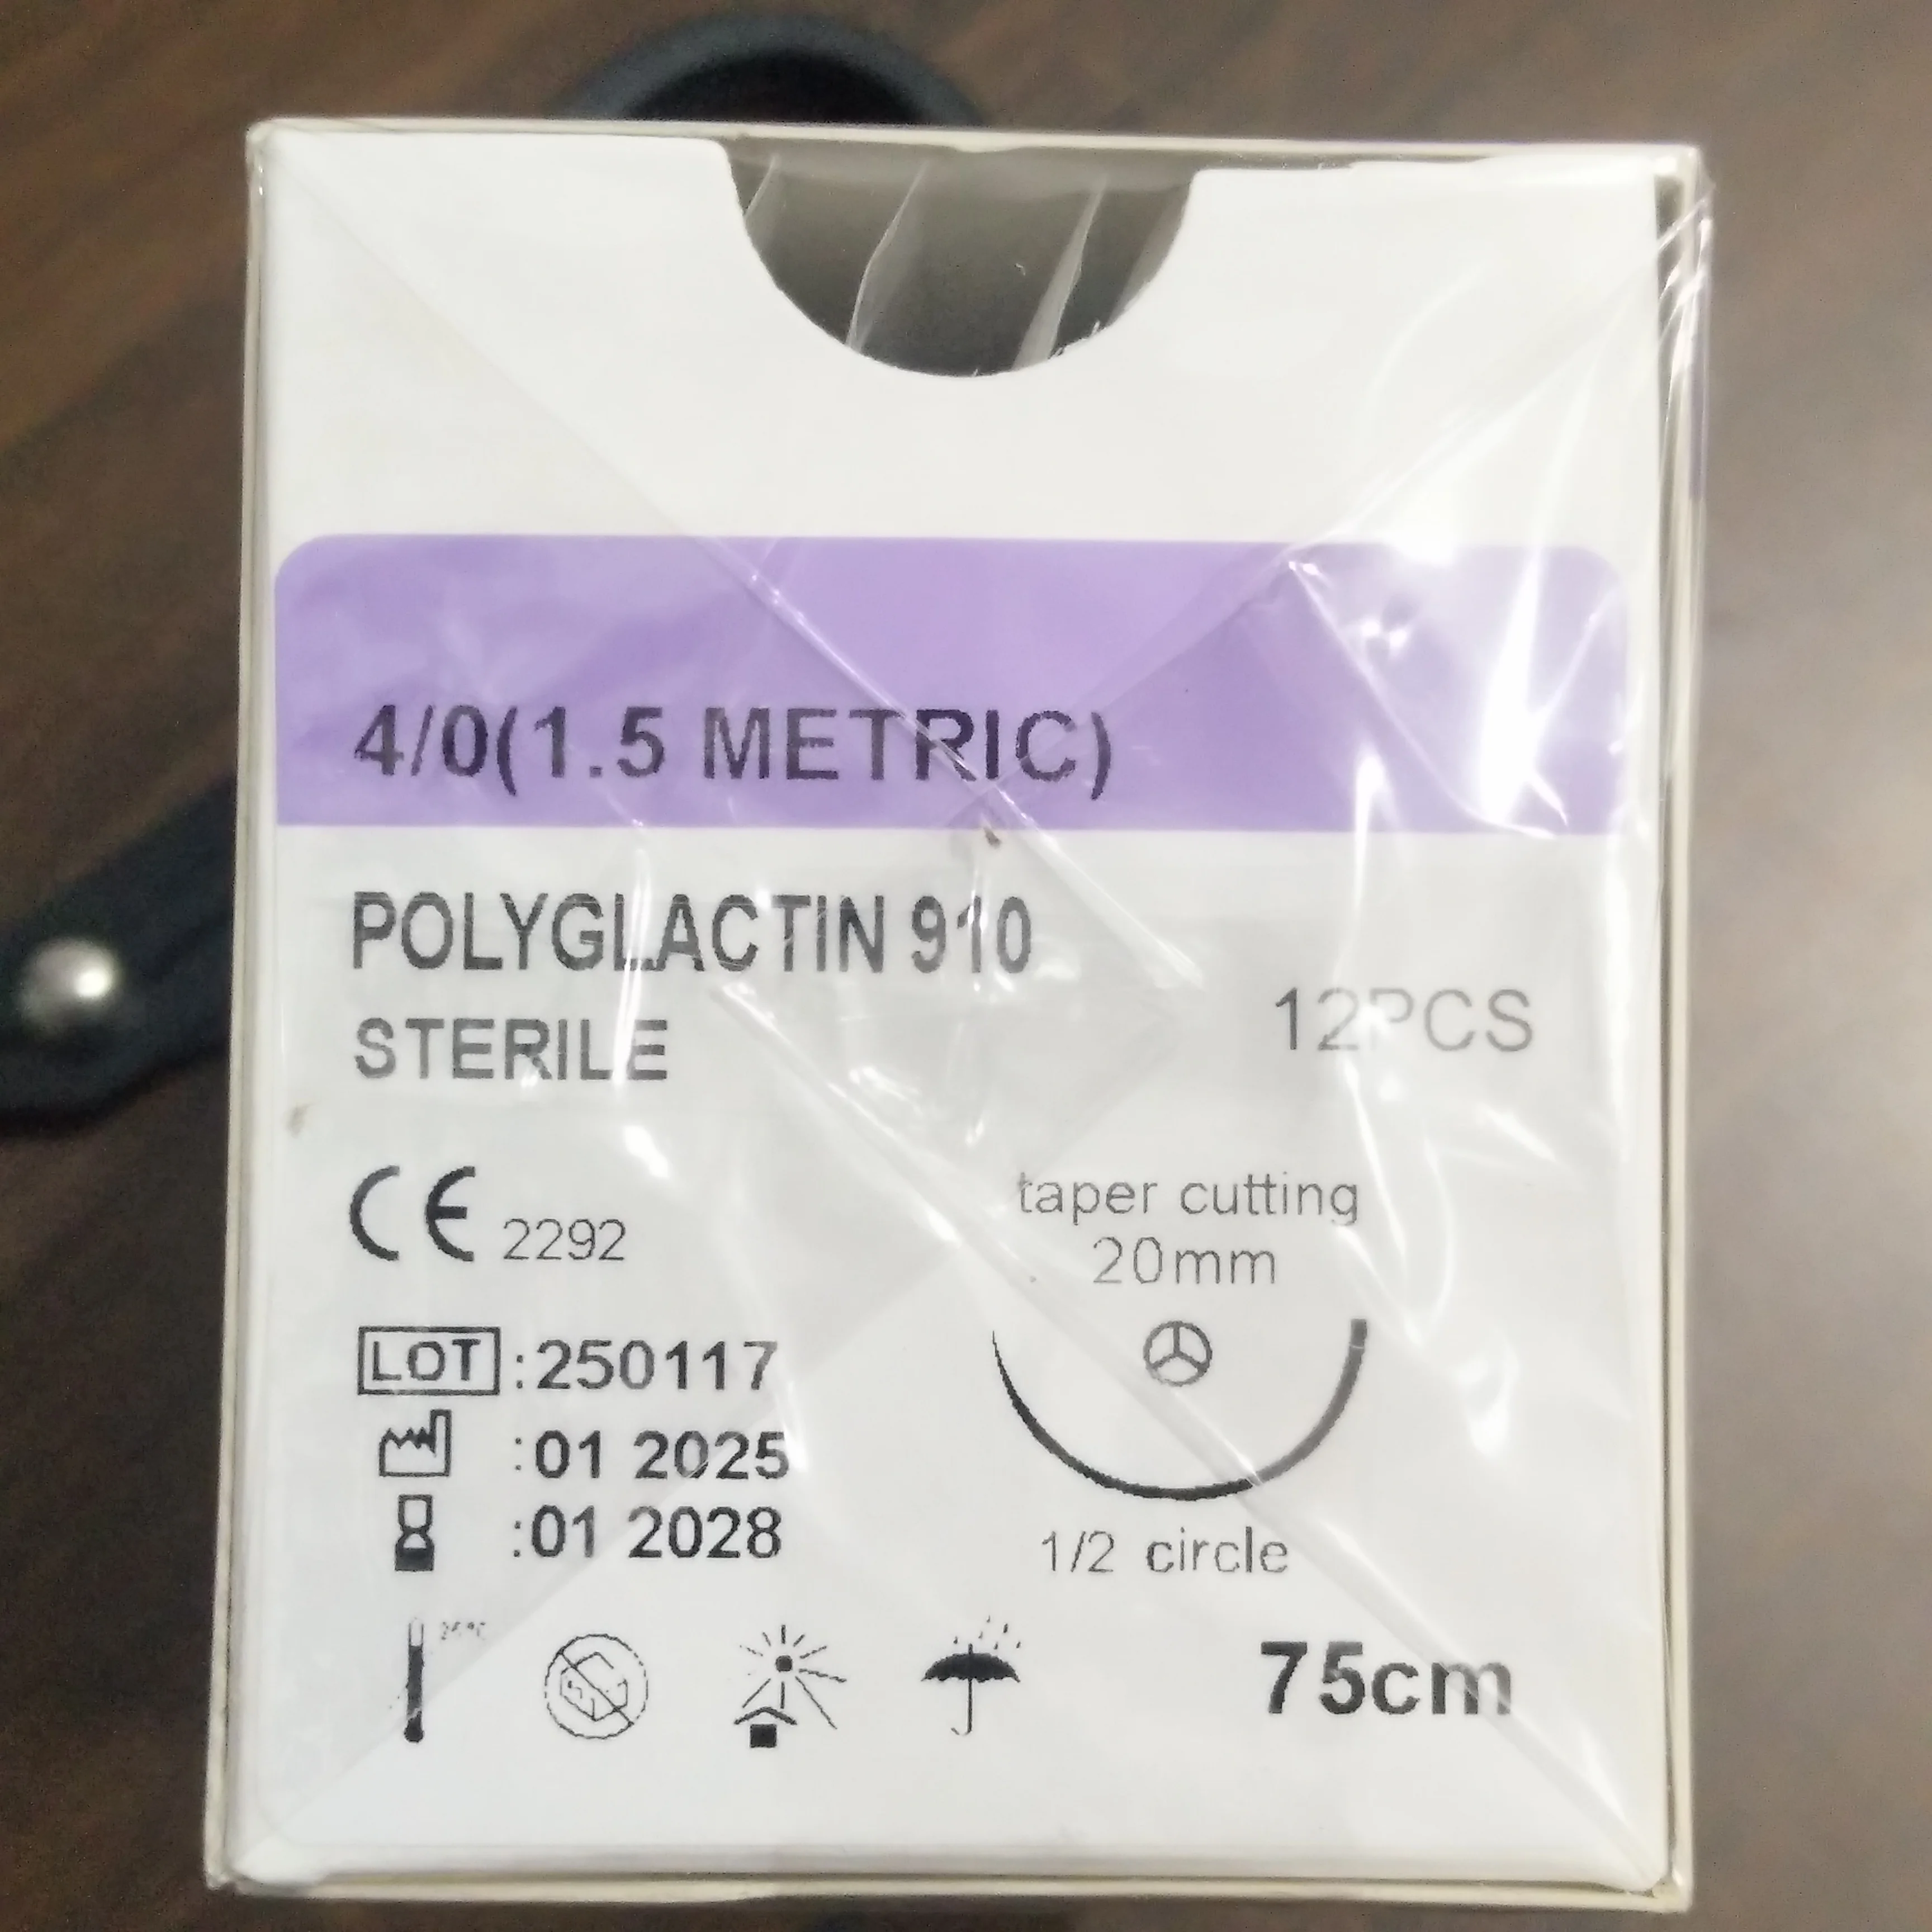 4/0(1.5 METRIC)
POLYGLACTIN 910
STERILE
12PCS
CE 2292
taper cutting
20mm
LOT :250117
:01 2025
:01 2028
1/2 circle
75cm